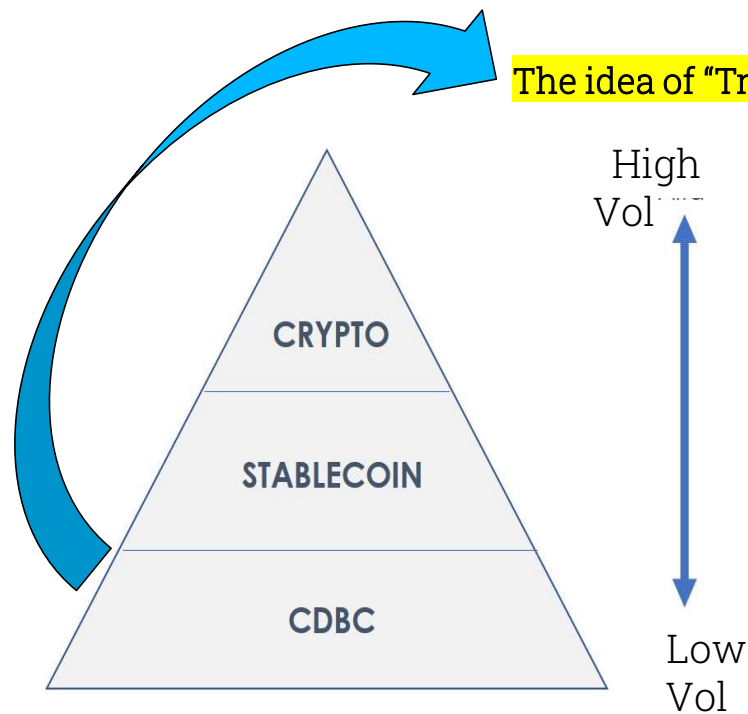 The idea of “Tr
High
Vol
CRYPTO
STABLECOIN
CDBC
Low
Vol